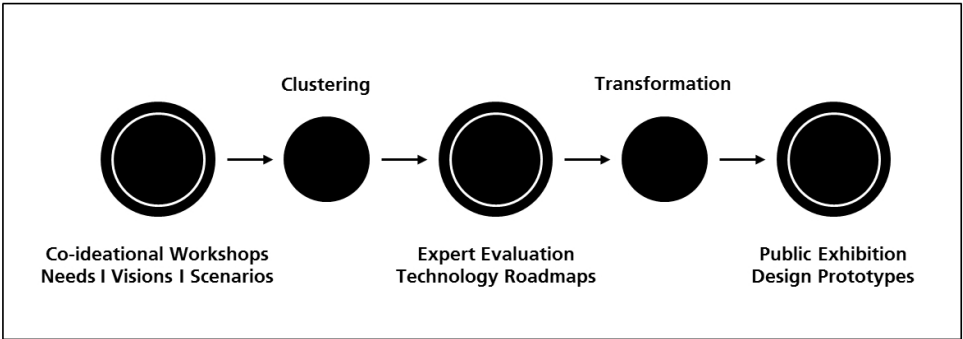 Clustering
Transformation
Co-ideational Workshops
Needs I Visions I Scenarios
Expert Evaluation
Technology Roadmaps
Public Exhibition
Design Prototypes